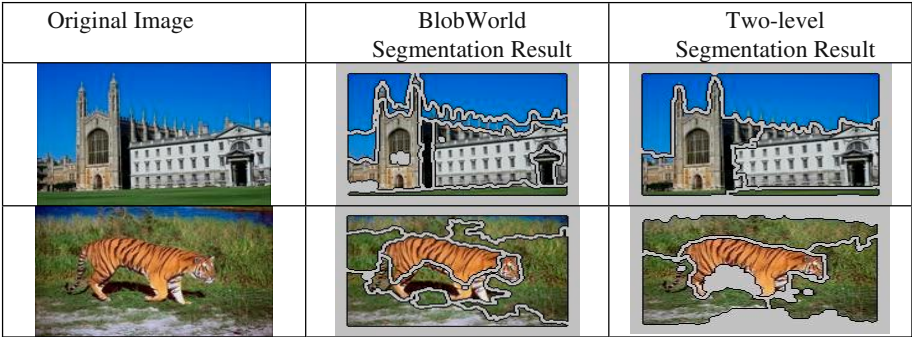 Original Image
BlobWorld
Segmentation Result
Two-level
Segmentation Result